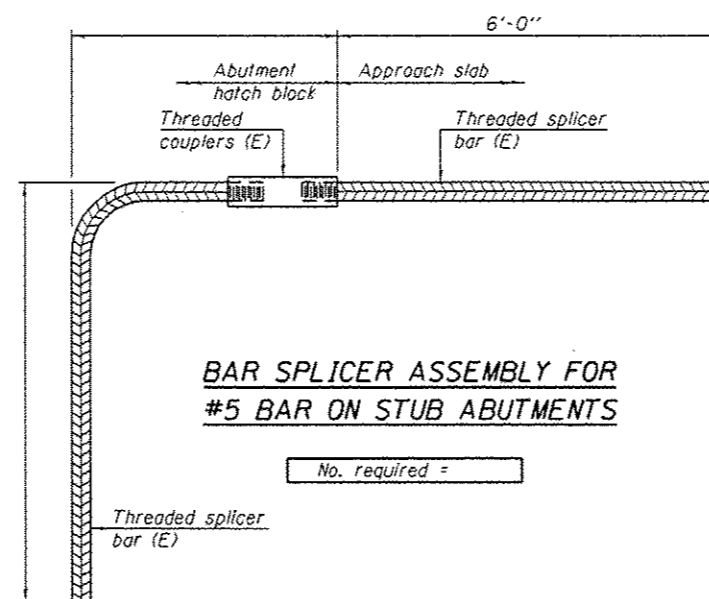 6'-0"
Abutment
hatch block
Approach slab
Threaded
couplers (E)
Threaded splicer
bar (E)
BAR SPLICER ASSEMBLY FOR
#5 BAR ON STUB ABUTMENTS
No. required =
Threaded splicer
bar (E)